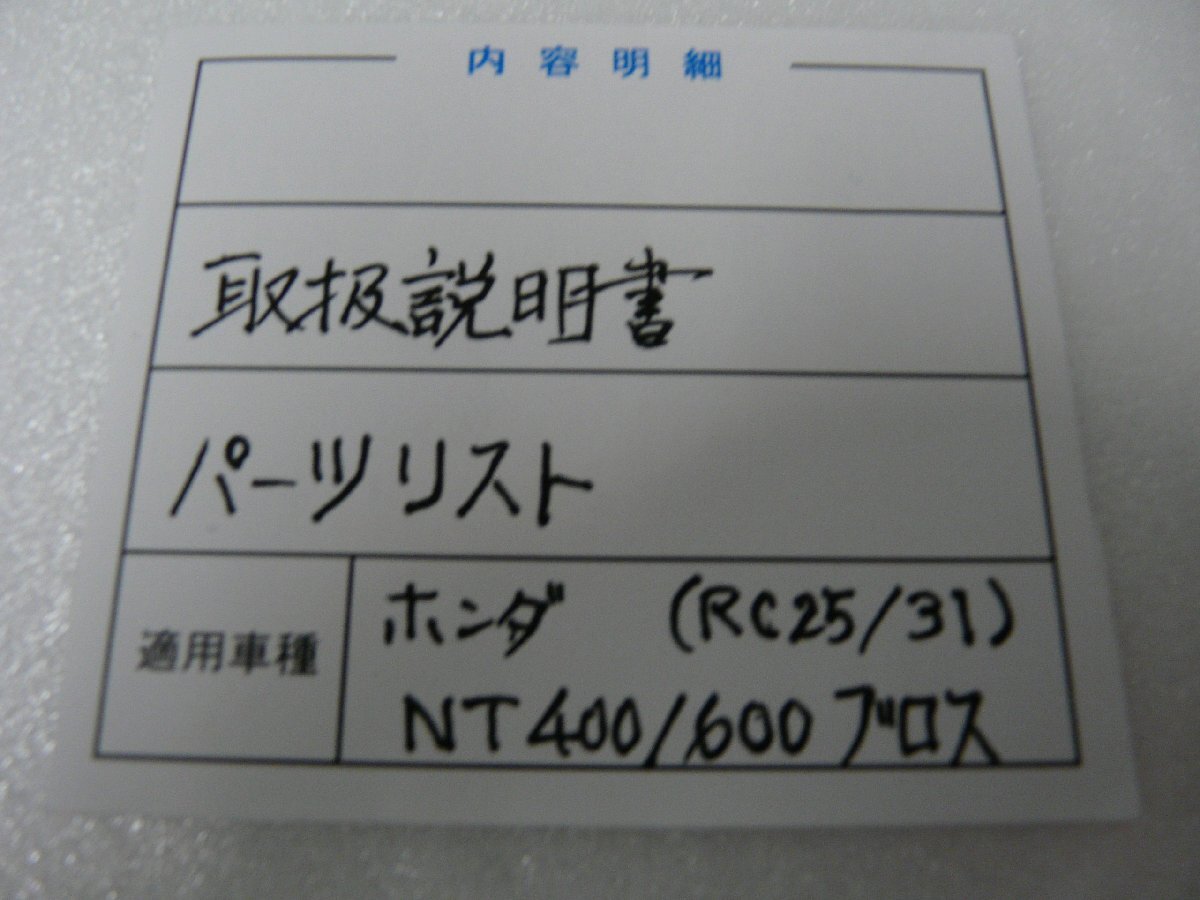 内容明細
取扱説明書
パーツリスト
適用車種
ホンダ (RC25/31)
NT400/600ブロス